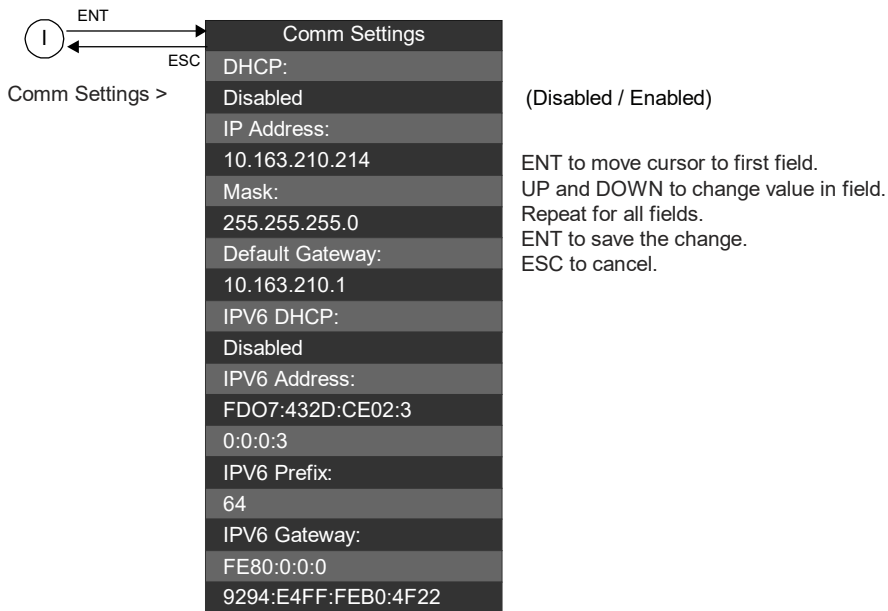 ENT
I
ESC
Comm Settings >
Comm Settings
DHCP:
Disabled
(Disabled / Enabled)
IP Address:
10.163.210.214
Mask:
255.255.255.0
Default Gateway:
10.163.210.1
IPV6 DHCP:
Disabled
IPV6 Address:
FDO7:432D:CE02:3
0:0:0:3
IPV6 Prefix:
64
IPV6 Gateway:
FE80:0:0:0
9294:E4FF:FEB0:4F22
ENT to move cursor to first field.
UP and DOWN to change value in field.
Repeat for all fields.
ENT to save the change.
ESC to cancel.